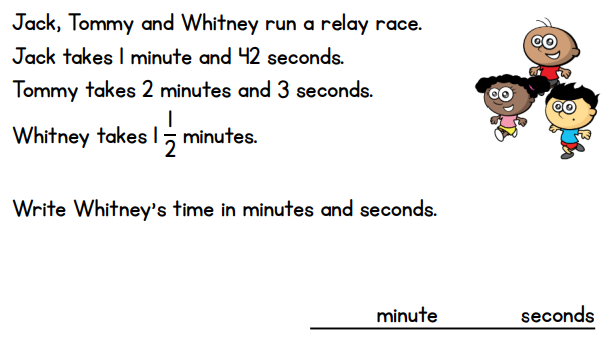 Jack, Tommy and Whitney run a relay race.
Jack takes 1 minute and 42 seconds.
Tommy takes 2 minutes and 3 seconds.
Whitney takes 1 1/2 minutes.
Write Whitney's time in minutes and seconds.
minute seconds